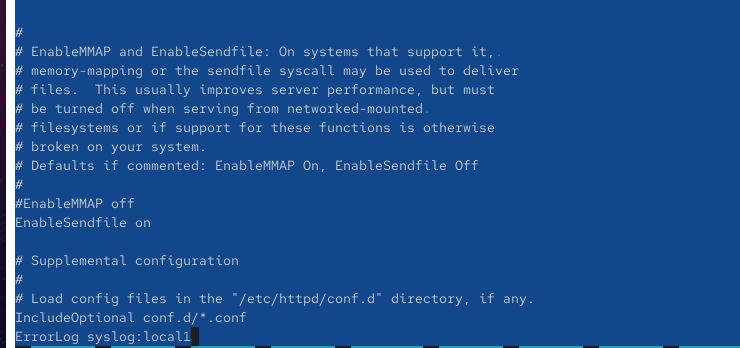 #
# EnableMMAP and EnableSendfile: On systems that support it,.
# memory-mapping or the sendfile syscall may be used to deliver
# files.  This usually improves server performance, but must
# be turned off when serving from networked-mounted.
# filesystems or if support for these functions is otherwise
# broken on your system.
# Defaults if commented: EnableMMAP On, EnableSendfile Off
#
#EnableMMAP off
EnableSendfile on
# Supplemental configuration
#
# Load config files in the "/etc/httpd/conf.d" directory, if any.
IncludeOptional conf.d/*.conf
ErrorLog syslog:local1